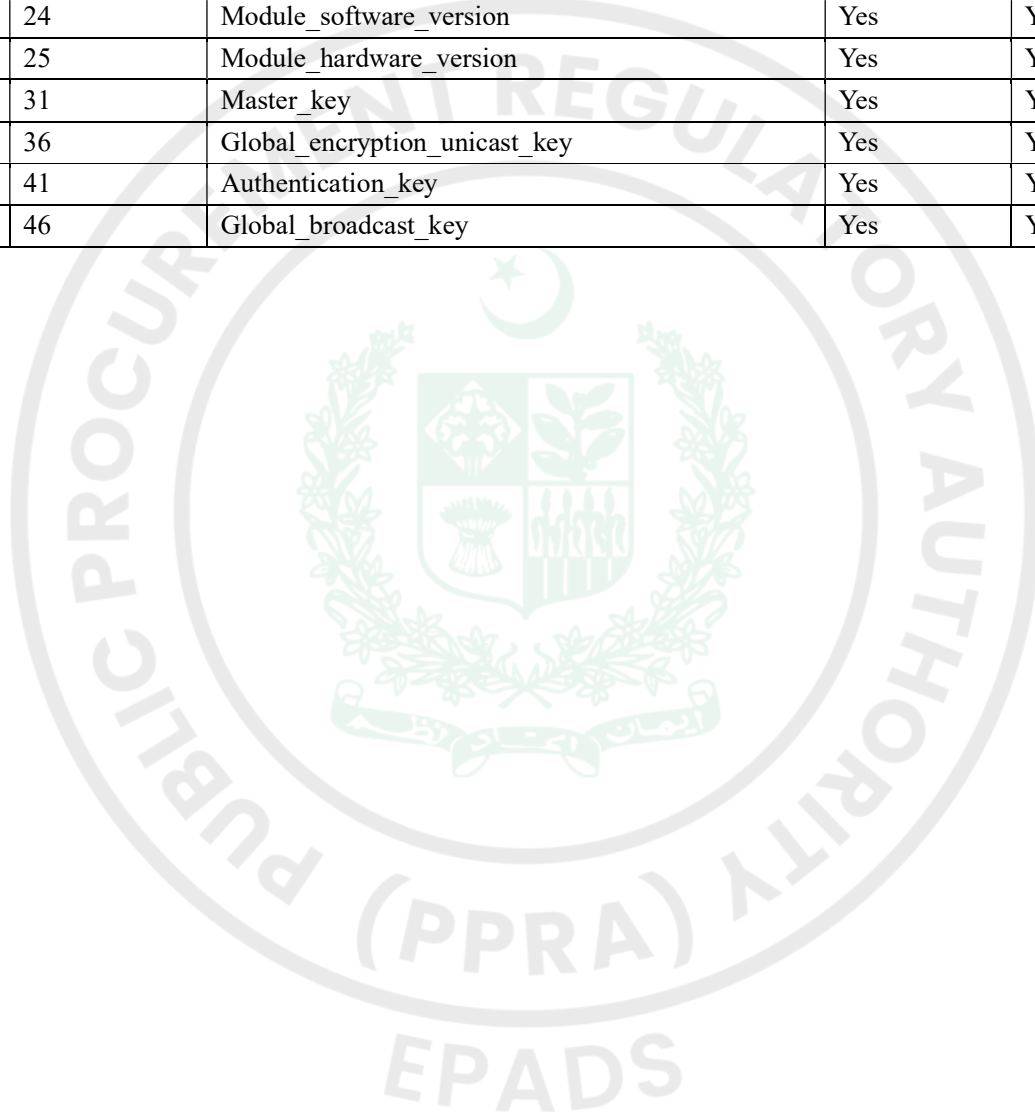 24 Module_software_version Yes Y
25 Module_hardware_version Yes Y
31 Master_key Yes Y
36 Global_encryption_unicast_key Yes Y
41 Authentication_key Yes Y
46 Global_broadcast_key Yes Y
PUBLIC PROCUREMENT REGULATORY AUTHORITY
(PPRA)
EPADS